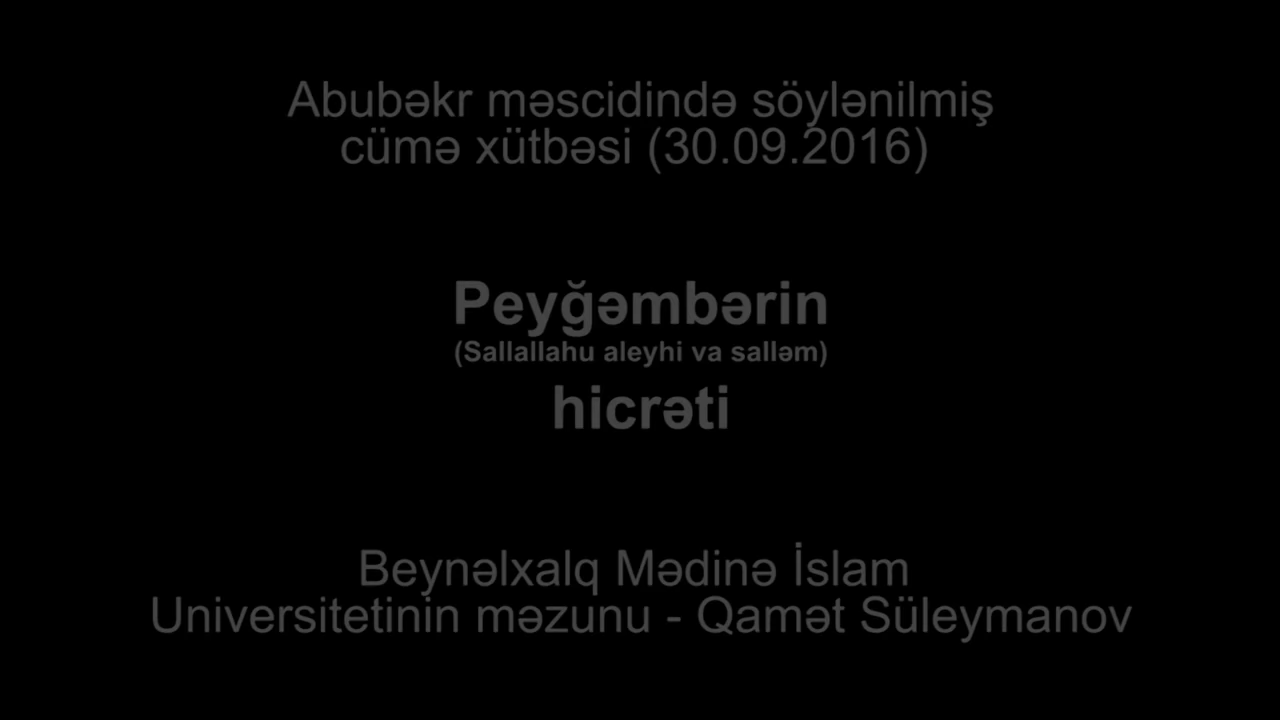 Abubəkr məscidində söylənilmiş
cümə xütbəsi (30.09.2016)
Peyğəmbərin
(Sallallahu aleyhi va salləm)
hicrəti
Beynəlxalq Mədinə İslam
Universitetinin məzunu - Qamət Süleymanov